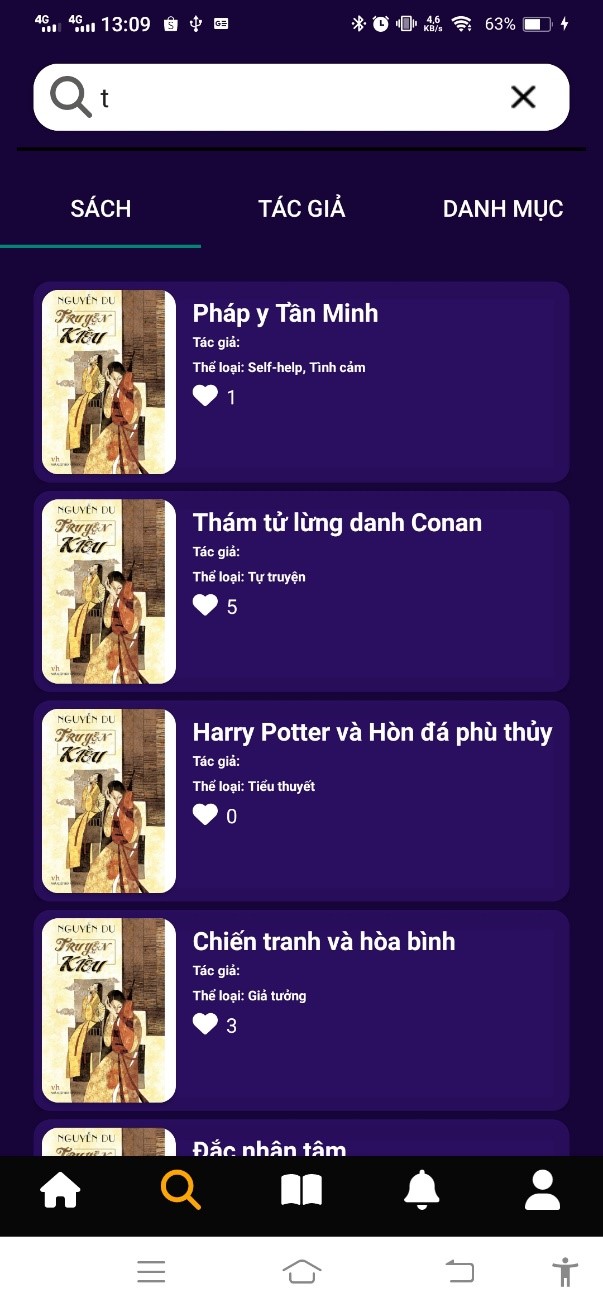 4G 4G 13:09 4,6 KB/s 63%
t
SÁCH TÁC GIẢ DANH MỤC
NGUYỄN DU
Truyện
Kiều
vh
Pháp y Tần Minh
Tác giả:
Thể loại: Self-help, Tình cảm
1
NGUYỄN DU
Truyện
Kiều
vh
Thám tử lừng danh Conan
Tác giả:
Thể loại: Tự truyện
5
NGUYỄN DU
Truyện
Kiều
vh
Harry Potter và Hòn đá phù thủy
Tác giả:
Thể loại: Tiểu thuyết
0
NGUYỄN DU
Truyện
Kiều
vh
Chiến tranh và hòa bình
Tác giả:
Thể loại: Giả tưởng
3
NGUYỄN DU
Đắc nhân tâm